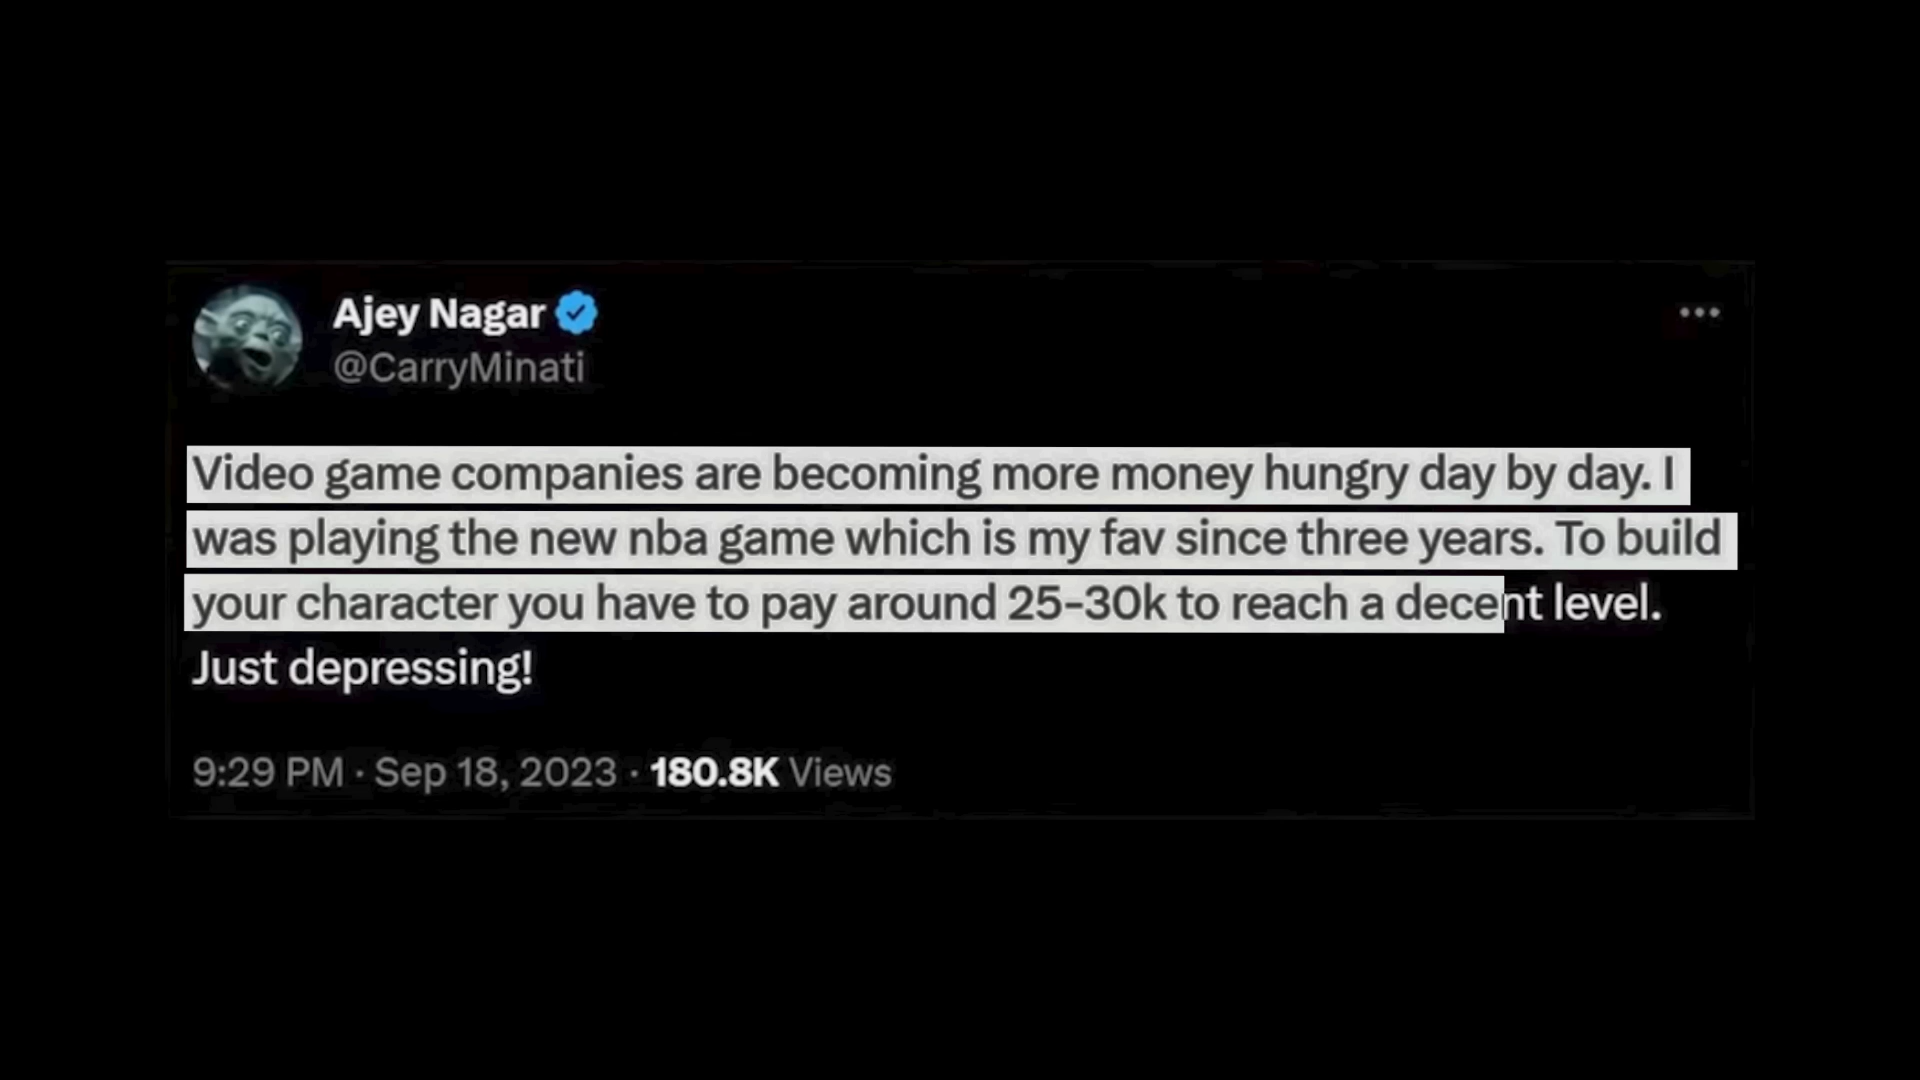 Ajey Nagar
@CarryMinati
Video game companies are becoming more money hungry day by day. I
was playing the new nba game which is my fav since three years. To build
your character you have to pay around 25-30k to reach a decent level.
Just depressing!
9:29 PM · Sep 18, 2023 · 180.8K Views